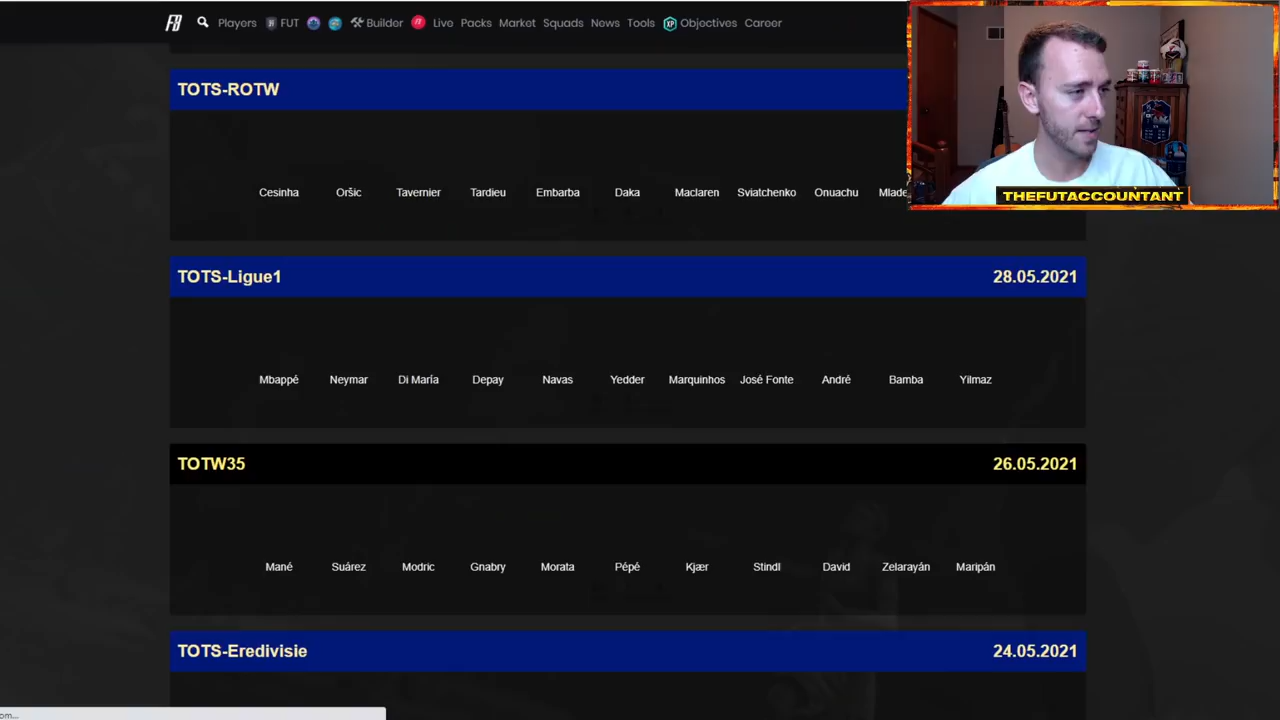 Players FUT Builder Live Packs Market Squads News Tools XP Objectives Career
TOTS-ROTW
Cesinha Oršic Tavernier Tardieu Embarba Daka Maclaren Sviatchenko Onuachu Mlade
THEFUTACCOUNTANT
TOTS-Ligue1 28.05.2021
Mbappé Neymar Di María Depay Navas Yedder Marquinhos José Fonte André Bamba Yilmaz
TOTW35 26.05.2021
Mané Suárez Modric Gnabry Morata Pépé Kjær Stindl David Zelarayán Maripán
TOTS-Eredivisie 24.05.2021
om...